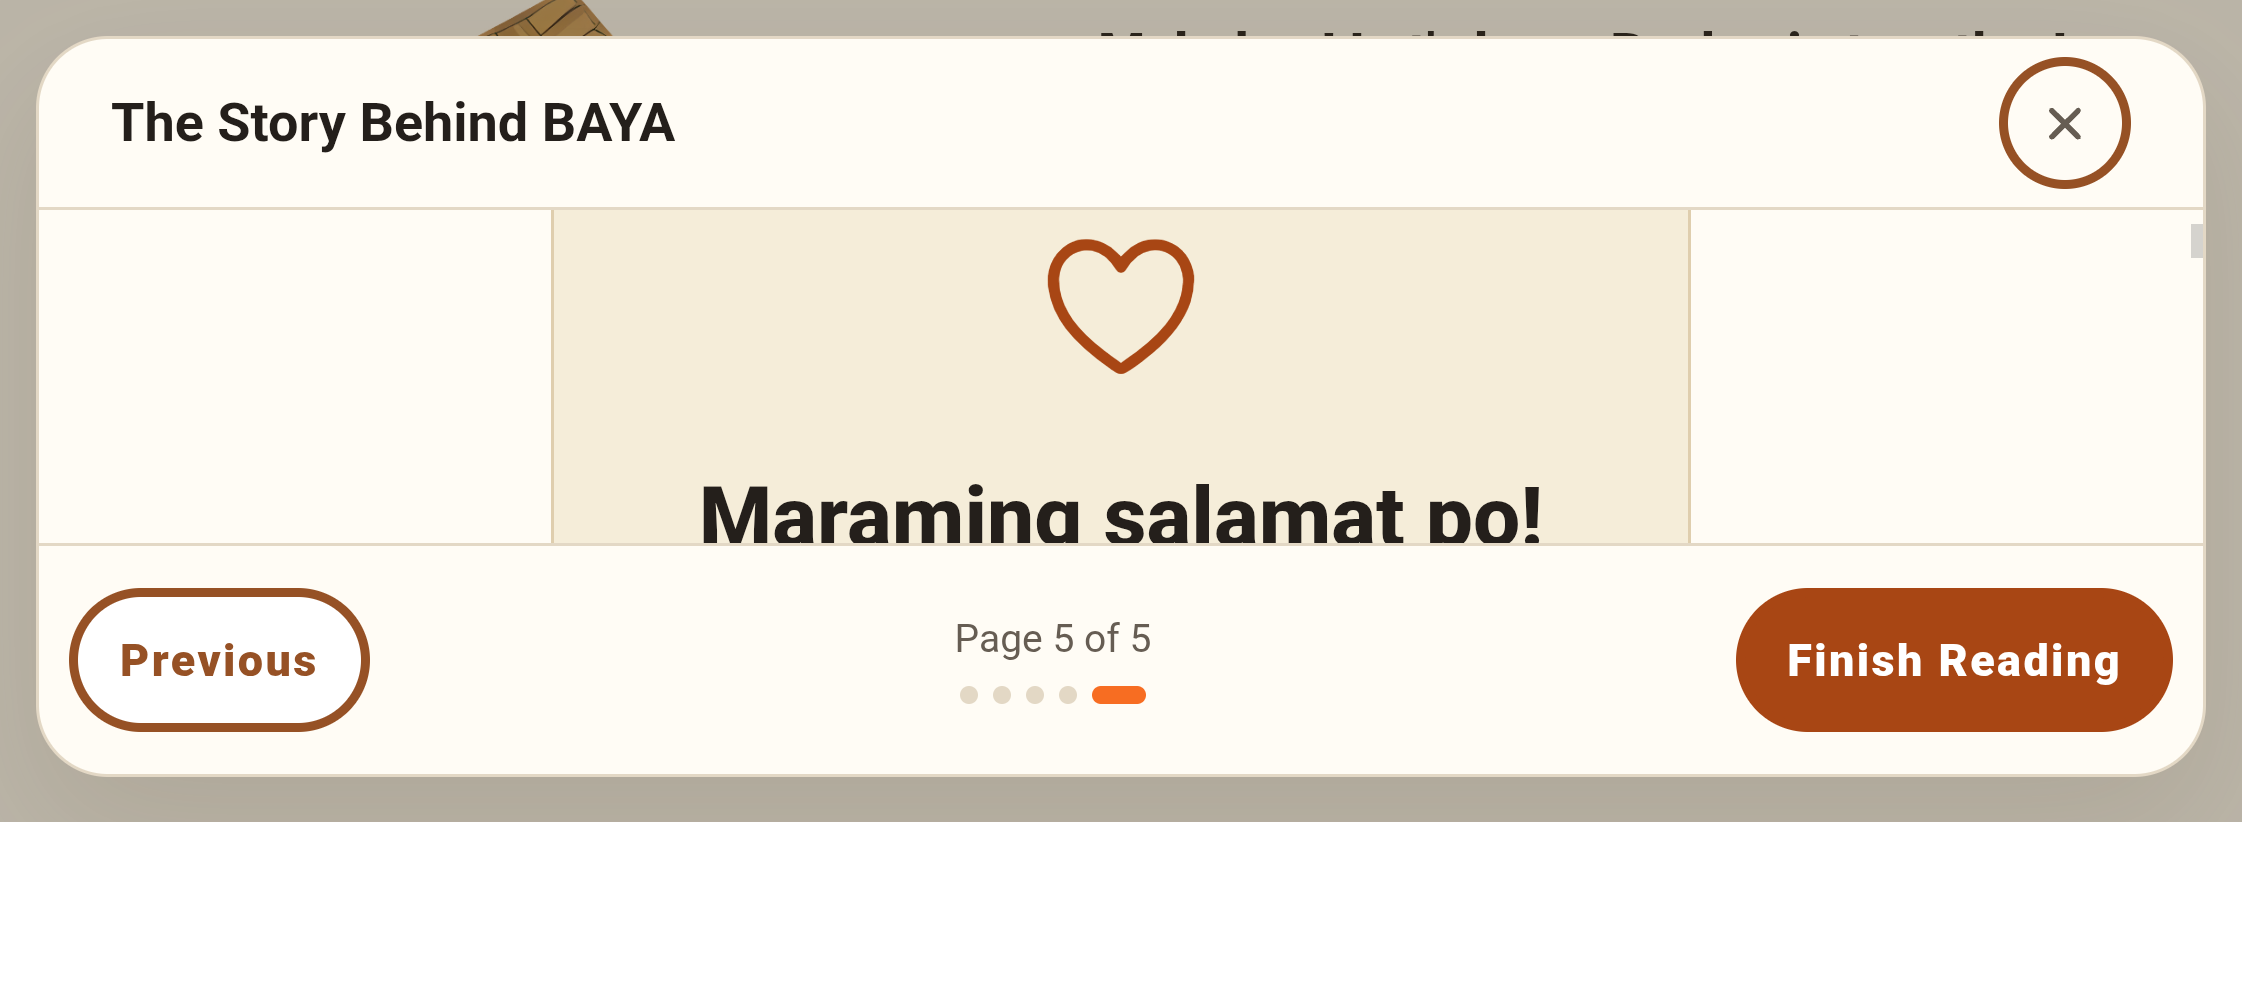 The Story Behind BAYA
Maraming salamat po!
Previous
Page 5 of 5
Finish Reading